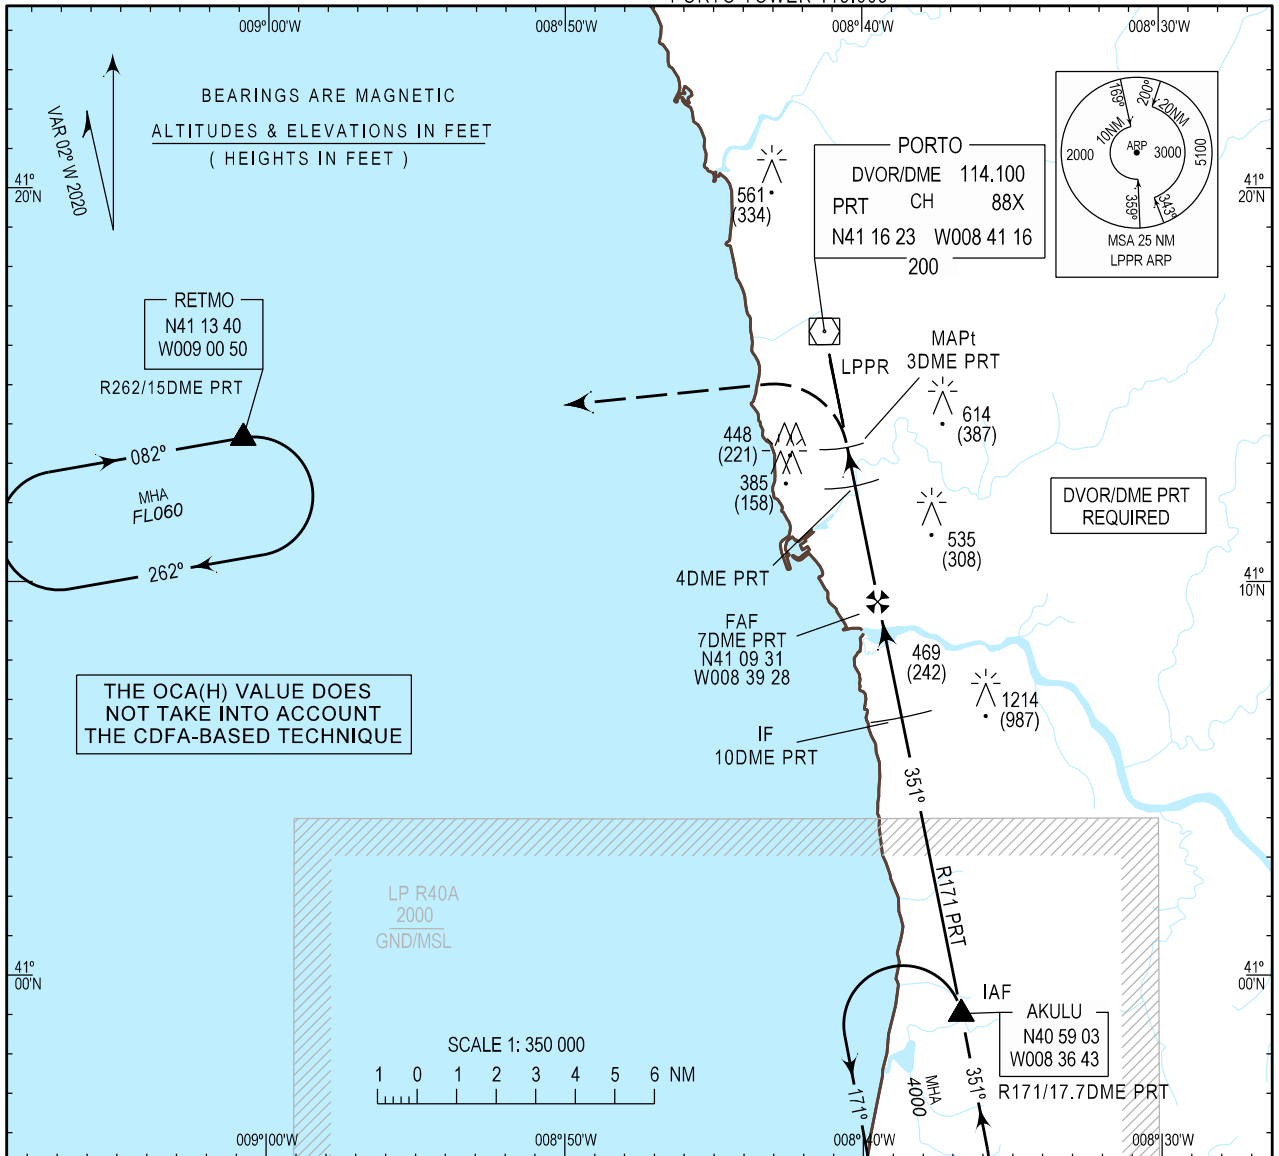 009°00'W
008°50'W
008°40'W
008°30'W
VAR 02° W 2020
BEARINGS ARE MAGNETIC
ALTITUDES & ELEVATIONS IN FEET
( HEIGHTS IN FEET )
561
(334)
PORTO
DVOR/DME 114.100
PRT CH 88X
N41 16 23 W008 41 16
200
169°
200°
20NM
10NM
2000
ARP
3000
5100
359°
343°
MSA 25 NM
LPPR ARP
41°
20'N
41°
20'N
RETMO
N41 13 40
W009 00 50
R262/15DME PRT
082°
MHA
FL060
262°
LPPR
MAPt
3DME PRT
614
(387)
448
(221)
385
(158)
535
(308)
DVOR/DME PRT
REQUIRED
4DME PRT
41°
10'N
FAF
7DME PRT
N41 09 31
W008 39 28
469
(242)
1214
(987)
THE OCA(H) VALUE DOES
NOT TAKE INTO ACCOUNT
THE CDFA-BASED TECHNIQUE
IF
10DME PRT
351°
R171 PRT
LP R40A
2000
GND/MSL
41°
00'N
41°
00'N
IAF
AKULU
N40 59 03
W008 36 43
R171/17.7DME PRT
SCALE 1: 350 000
1 0 1 2 3 4 5 6 NM
171°
MHA
4000
351°
009°00'W
008°50'W
008°40'W
008°30'W